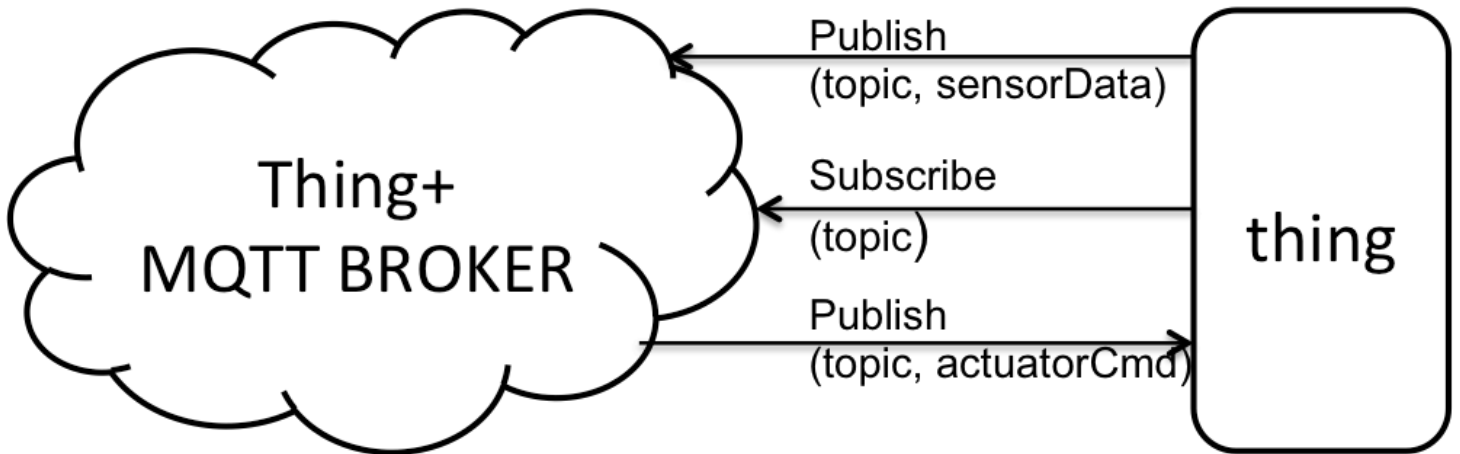 Thing+
MQTT BROKER
Publish
(topic, sensorData)
Subscribe
(topic)
Publish
(topic, actuatorCmd)
thing